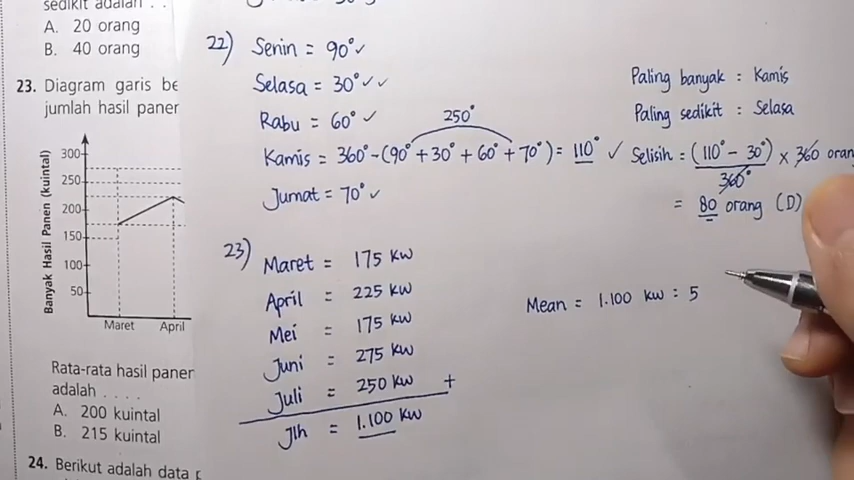 sedikit adalah . .
A. 20 orang
B. 40 orang
23. Diagram garis be
jumlah hasil paner
Banyak Hasil Panen (kuintal)
300
250
200
150
100
50
Maret April
Rata-rata hasil paner
adalah . . . .
A. 200 kuintal
B. 215 kuintal
24. Berikut adalah data p
22) Senin = 90° ✓
Selasa = 30° ✓ ✓
Rabu = 60° ✓
250°
Kamis = 360° - (90° + 30° + 60° + 70°) = 110° ✓
Jumat = 70° ✓
Paling banyak : Kamis
Paling sedikit : Selasa
Selisih = (110° - 30°) x 360 orang
360°
= 80 orang (D)
23) Maret = 175 kw
April = 225 kw
Mei = 175 kw
Juni = 275 kw
Juli = 250 kw +
Jlh = 1.100 kw
Mean = 1.100 kw : 5